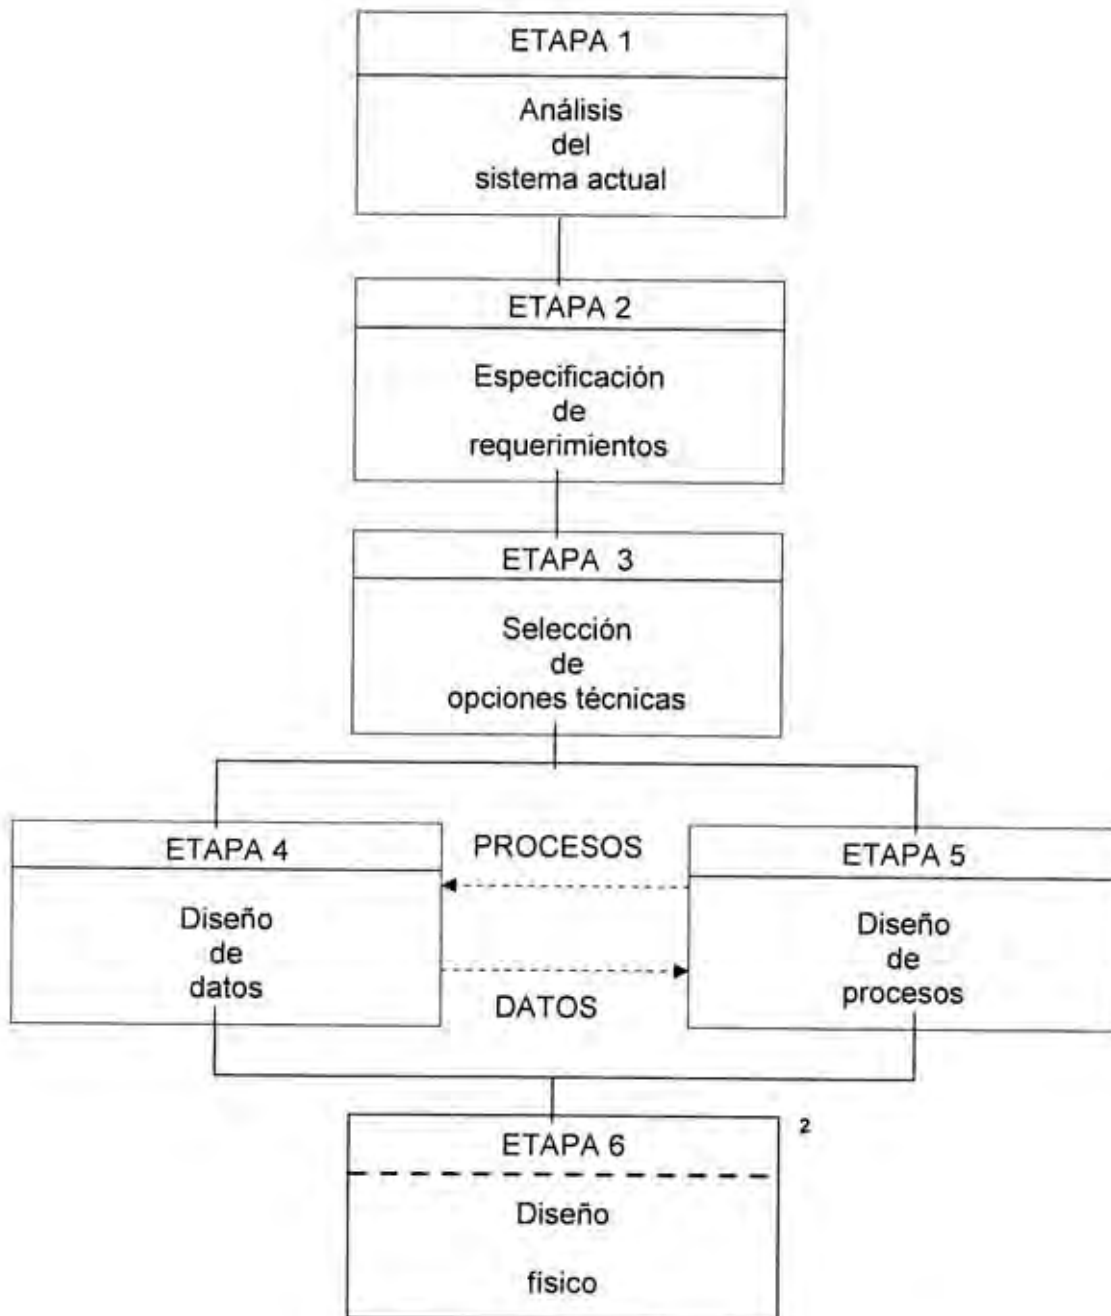 ETAPA 1
Análisis
del
sistema actual
ETAPA 2
Especificación
de
requerimientos
ETAPA 3
Selección
de
opciones técnicas
ETAPA 4
Diseño
de
datos
PROCESOS
DATOS
ETAPA 5
Diseño
de
procesos
2
ETAPA 6
Diseño
físico